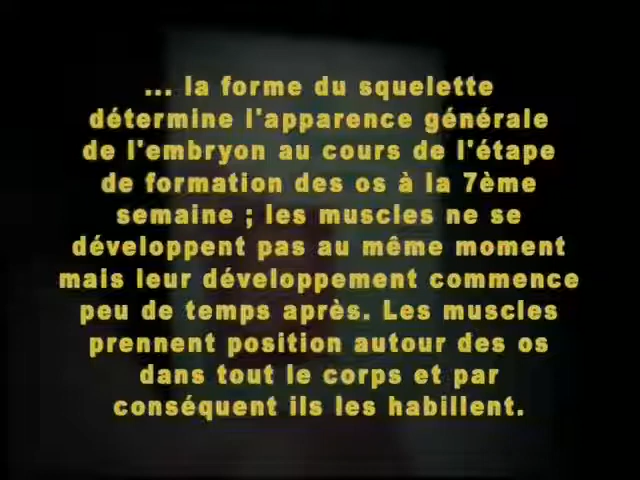 ... la forme du squelette
détermine l'apparence générale
de l'embryon au cours de l'étape
de formation des os à la 7ème
semaine ; les muscles ne se
développent pas au même moment
mais leur développement commence
peu de temps après. Les muscles
prennent position autour des os
dans tout le corps et par
conséquent ils les habillent.